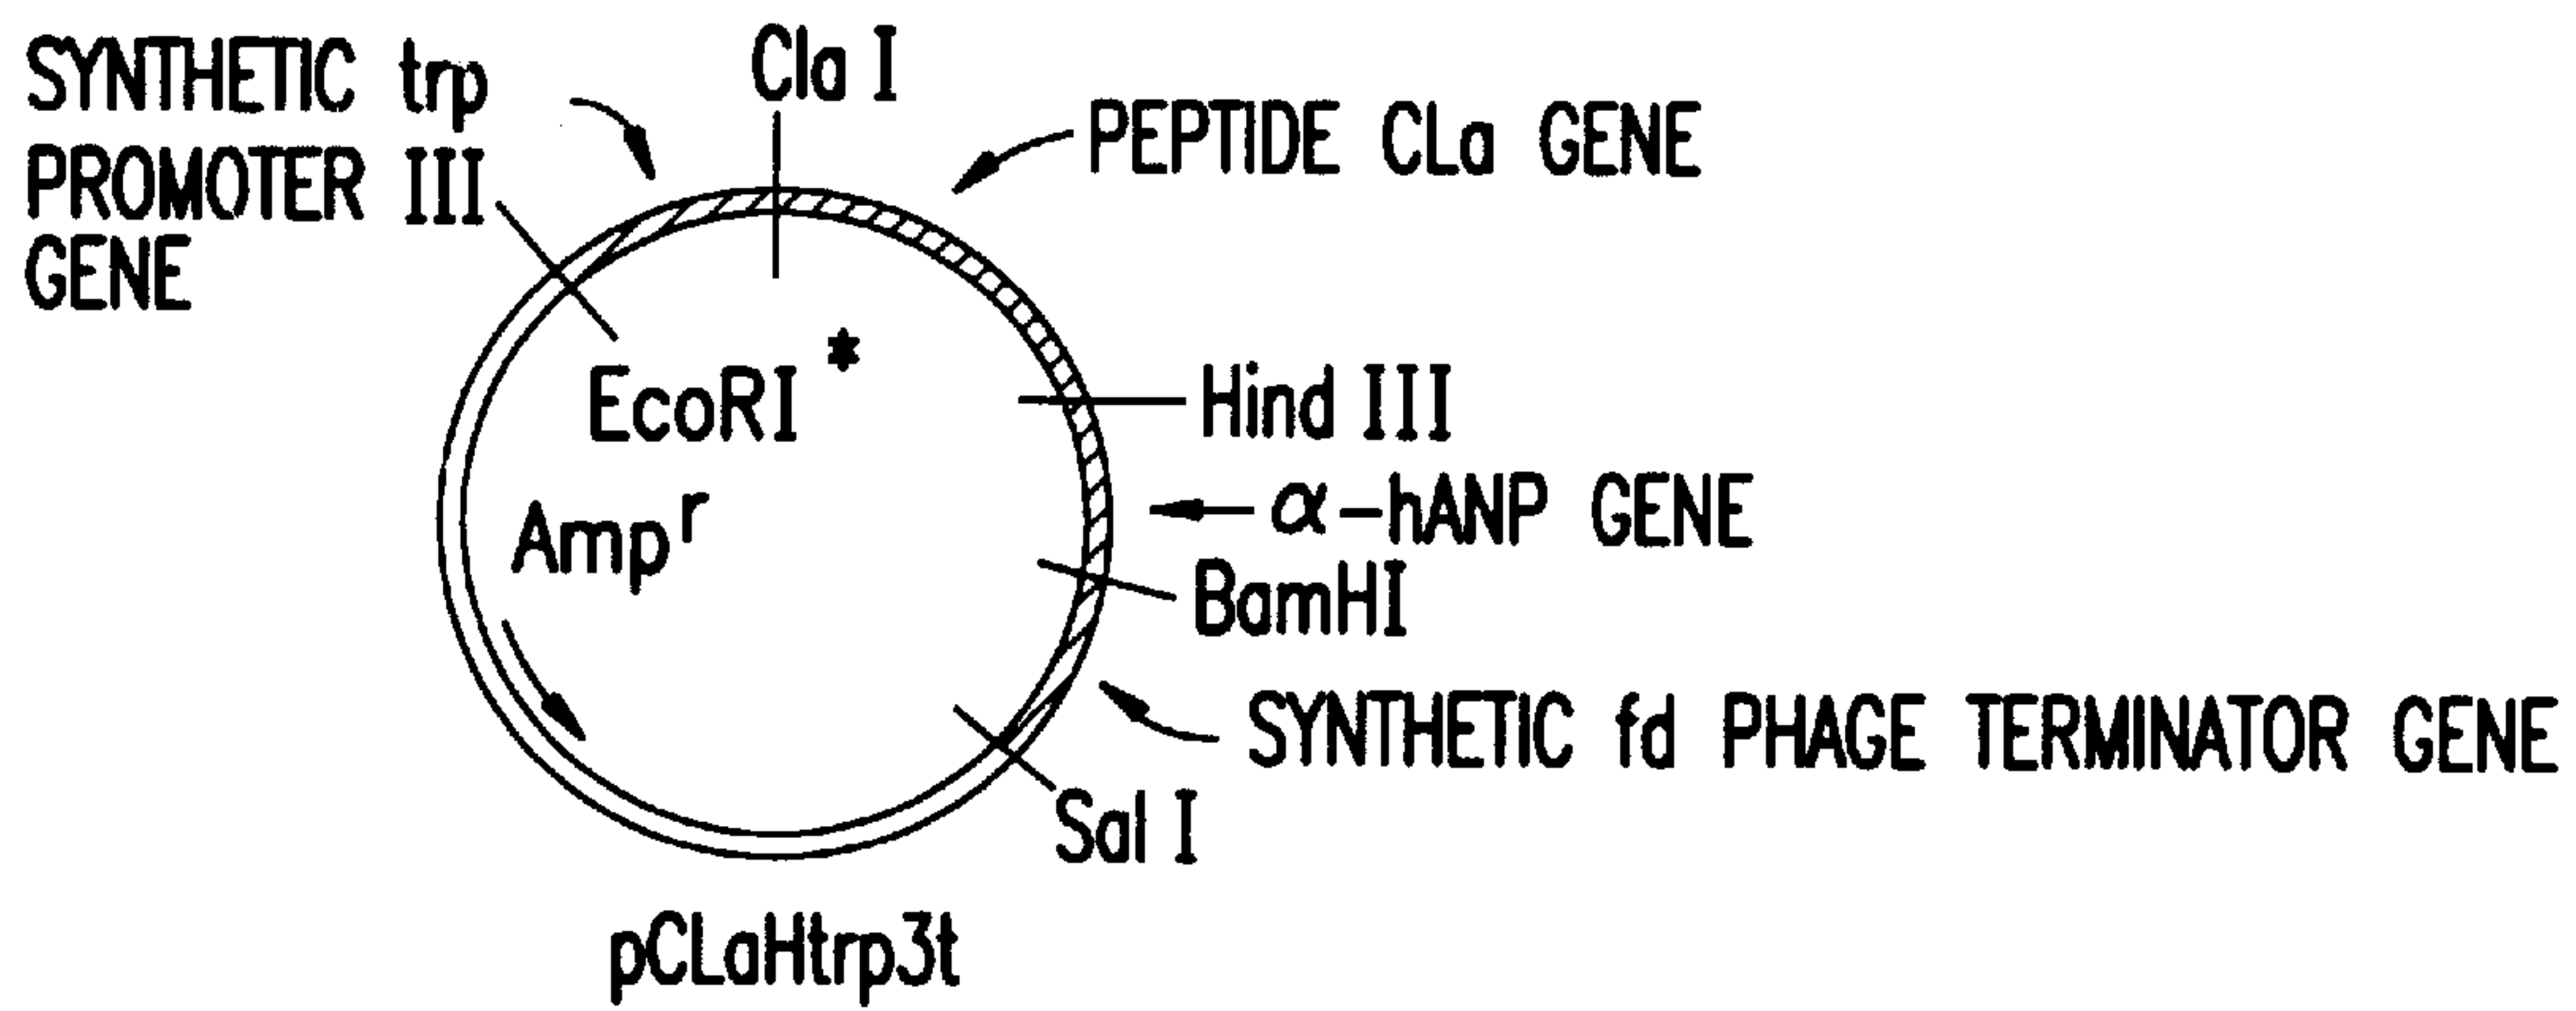 SYNTHETIC trp
PROMOTER III
GENE
Cla I
PEPTIDE CLa GENE
EcoRI*
Hind III
Amp^r
α-hANP GENE
BamHI
SYNTHETIC fd PHAGE TERMINATOR GENE
Sal I
pCLaHtrp3t